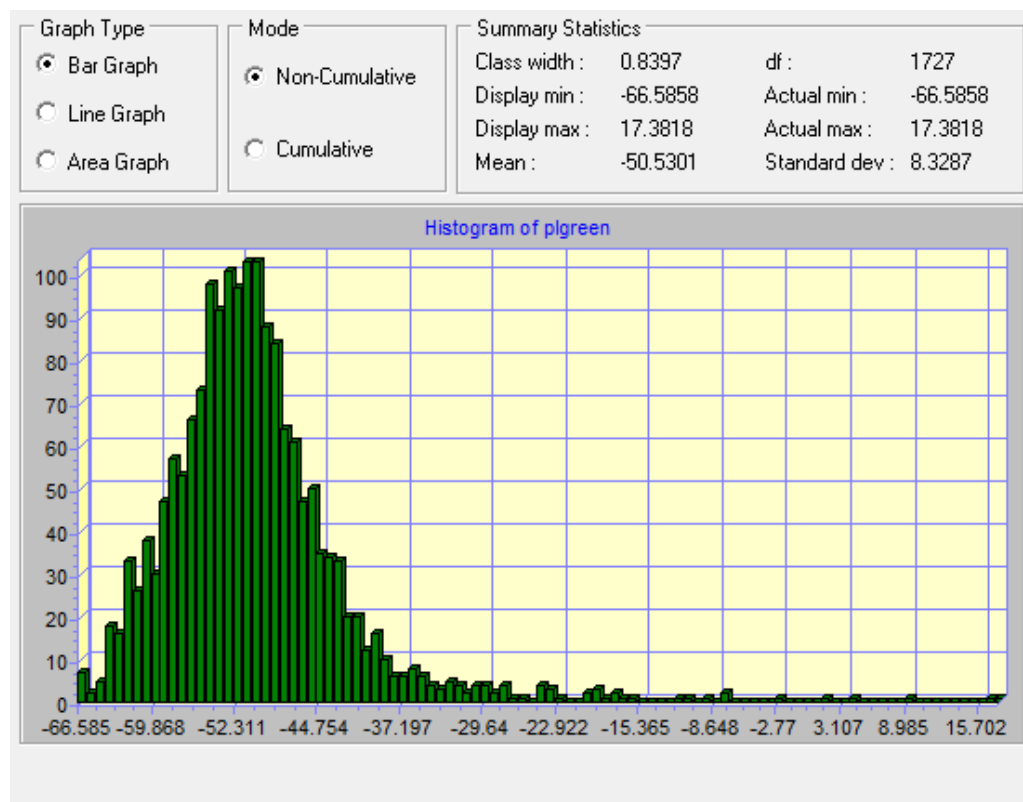 Graph Type
Bar Graph
Line Graph
Area Graph
Mode
Non-Cumulative
Cumulative
Summary Statistics
Class width : 0.8397 df : 1727
Display min : -66.5858 Actual min : -66.5858
Display max : 17.3818 Actual max : 17.3818
Mean : -50.5301 Standard dev : 8.3287
Histogram of plgreen
100
90
80
70
60
50
40
30
20
10
0
-66.585 -59.868 -52.311 -44.754 -37.197 -29.64 -22.922 -15.365 -8.648 -2.77 3.107 8.985 15.702